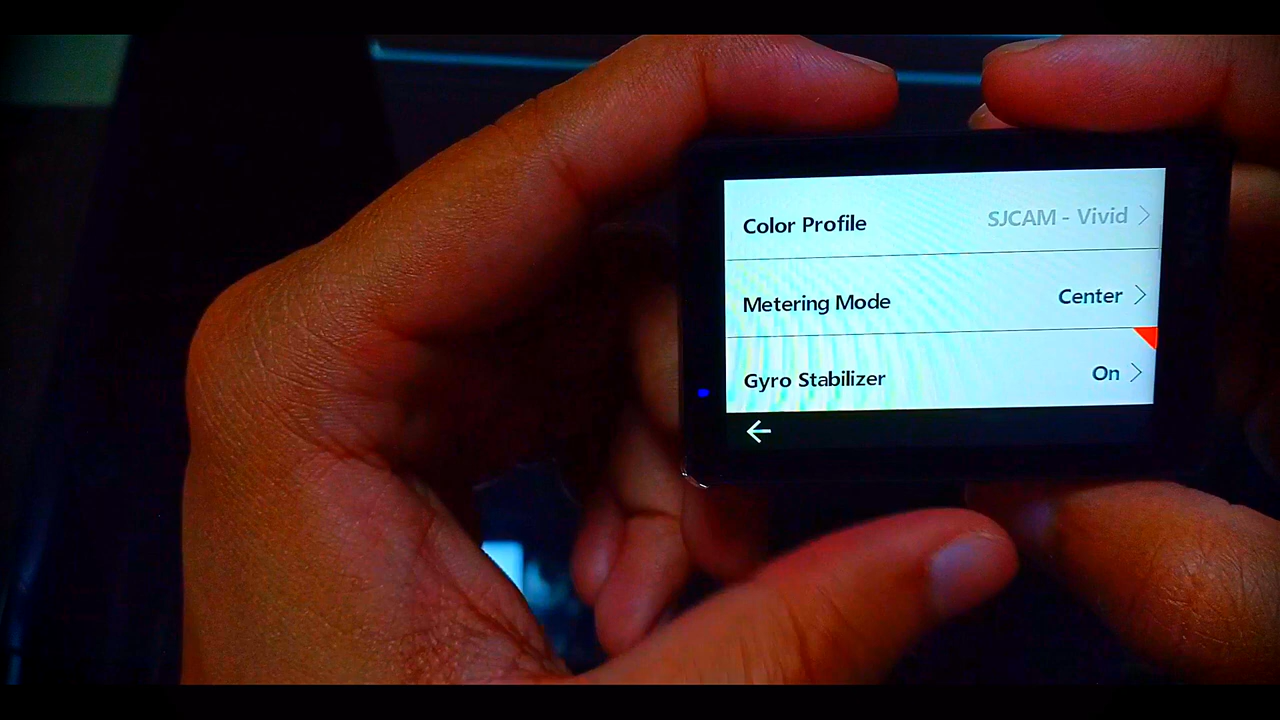 Color Profile SJCAM - Vivid
Metering Mode Center
Gyro Stabilizer On